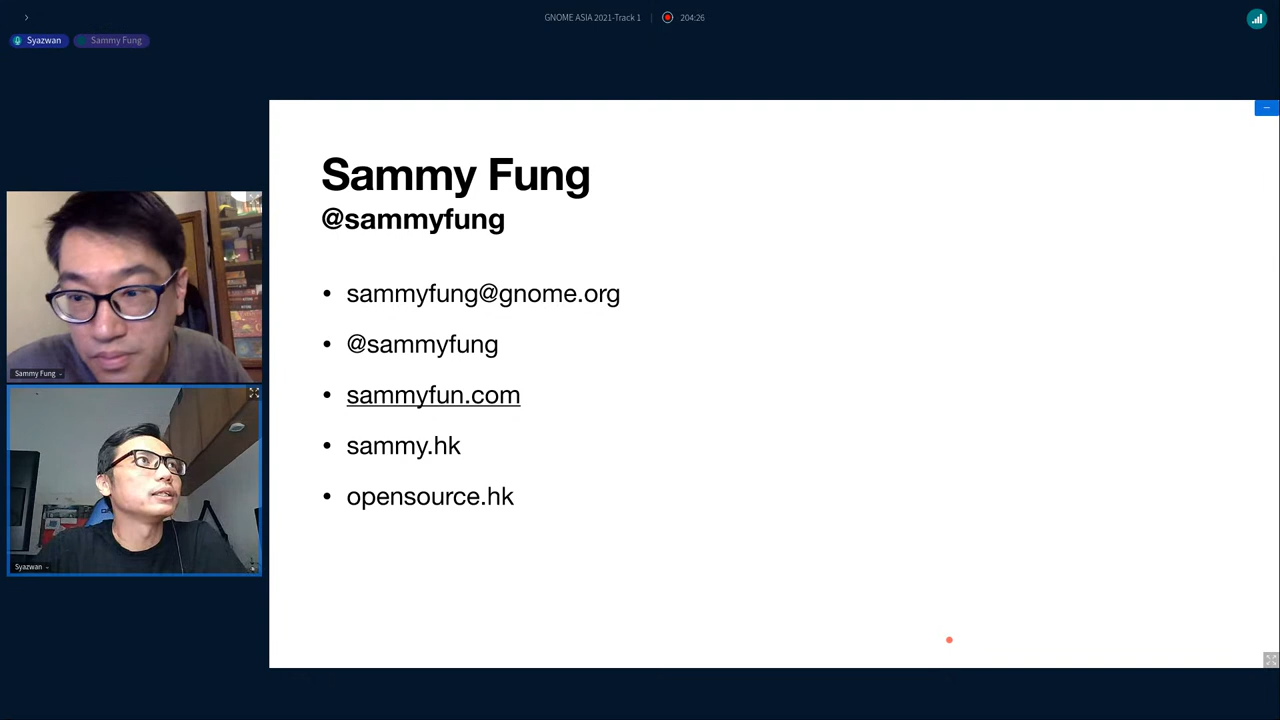 GNOME ASIA 2021-Track 1 | 204:26
Syazwan Sammy Fung
Sammy Fung
@sammyfung
• sammyfung@gnome.org
• @sammyfung
• sammyfun.com
• sammy.hk
• opensource.hk
Sammy Fung
Syazwan